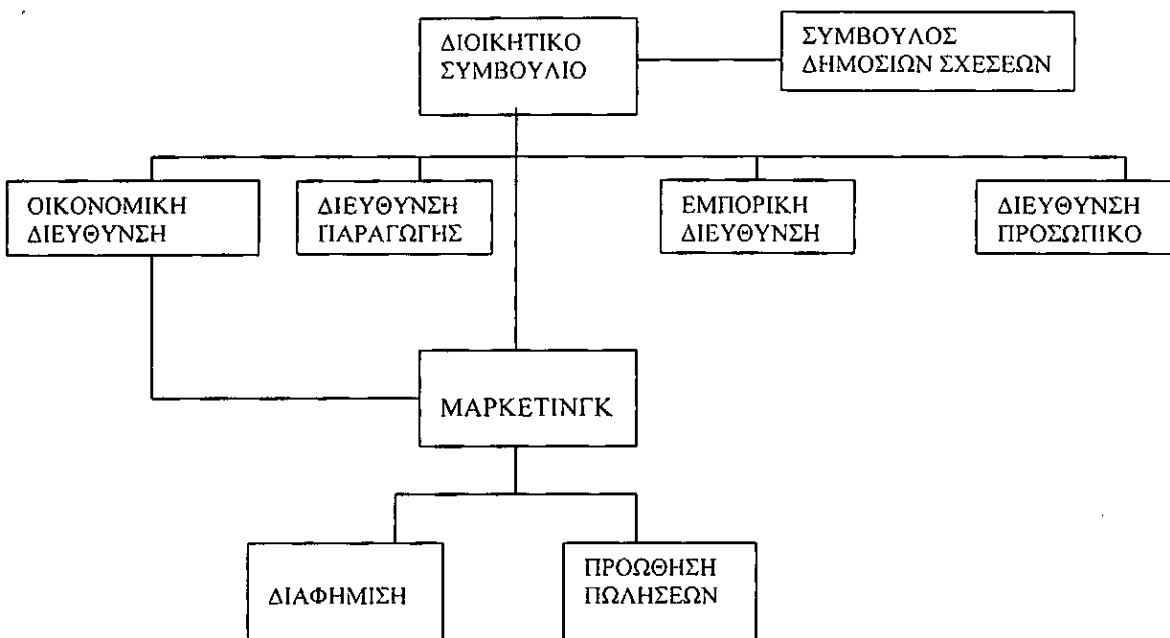 ΔΙΟΙΚΗΤΙΚΟ
ΣΥΜΒΟΥΛΙΟ
ΣΥΜΒΟΥΛΟΣ
ΔΗΜΟΣΙΩΝ ΣΧΕΣΕΩΝ
ΟΙΚΟΝΟΜΙΚΗ
ΔΙΕΥΘΥΝΣΗ
ΔΙΕΥΘΥΝΣΗ
ΠΑΡΑΓΩΓΗΣ
ΕΜΠΟΡΙΚΗ
ΔΙΕΥΘΥΝΣΗ
ΔΙΕΥΘΥΝΣΗ
ΠΡΟΣΩΠΙΚΟ
ΜΑΡΚΕΤΙΝΓΚ
ΔΙΑΦΗΜΙΣΗ
ΠΡΟΩΘΗΣΗ
ΠΩΛΗΣΕΩΝ